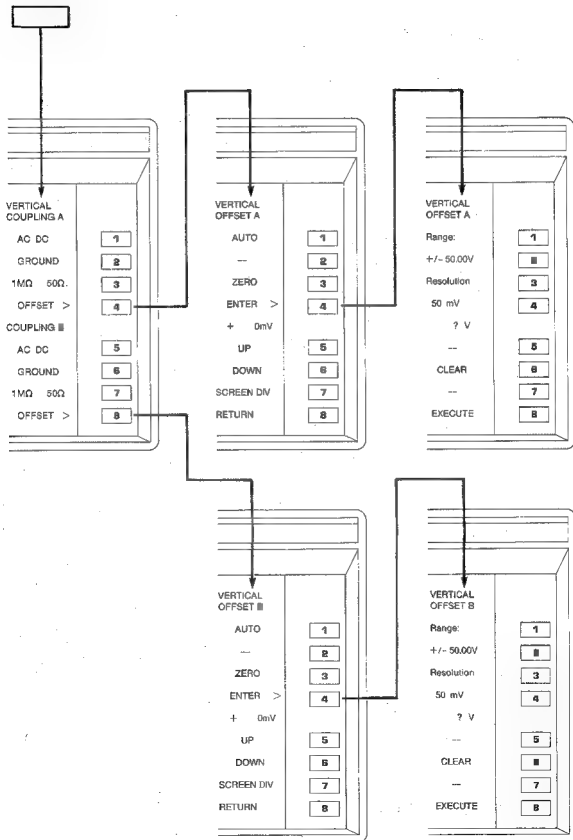 VERTICAL
COUPLING A
AC DC 1
GROUND 2
1MΩ 50Ω. 3
OFFSET > 4
COUPLING
AC DC 5
GROUND 6
1MΩ 50Ω 7
OFFSET > 8
VERTICAL
OFFSET A
AUTO 1
-- 2
ZERO 3
ENTER > 4
+ 0mV
UP 5
DOWN 6
SCREEN DIV 7
RETURN 8
VERTICAL
OFFSET A
Range: 1
+/- 50.00V
Resolution 3
50 mV 4
? V
-- 5
CLEAR 6
-- 7
EXECUTE 8
VERTICAL
OFFSET
AUTO 1
-- 2
ZERO 3
ENTER > 4
+ 0mV
UP 5
DOWN 6
SCREEN DIV 7
RETURN 8
VERTICAL
OFFSET B
Range: 1
+/- 50.00V
Resolution 3
50 mV 4
? V
-- 5
CLEAR
-- 7
EXECUTE 8